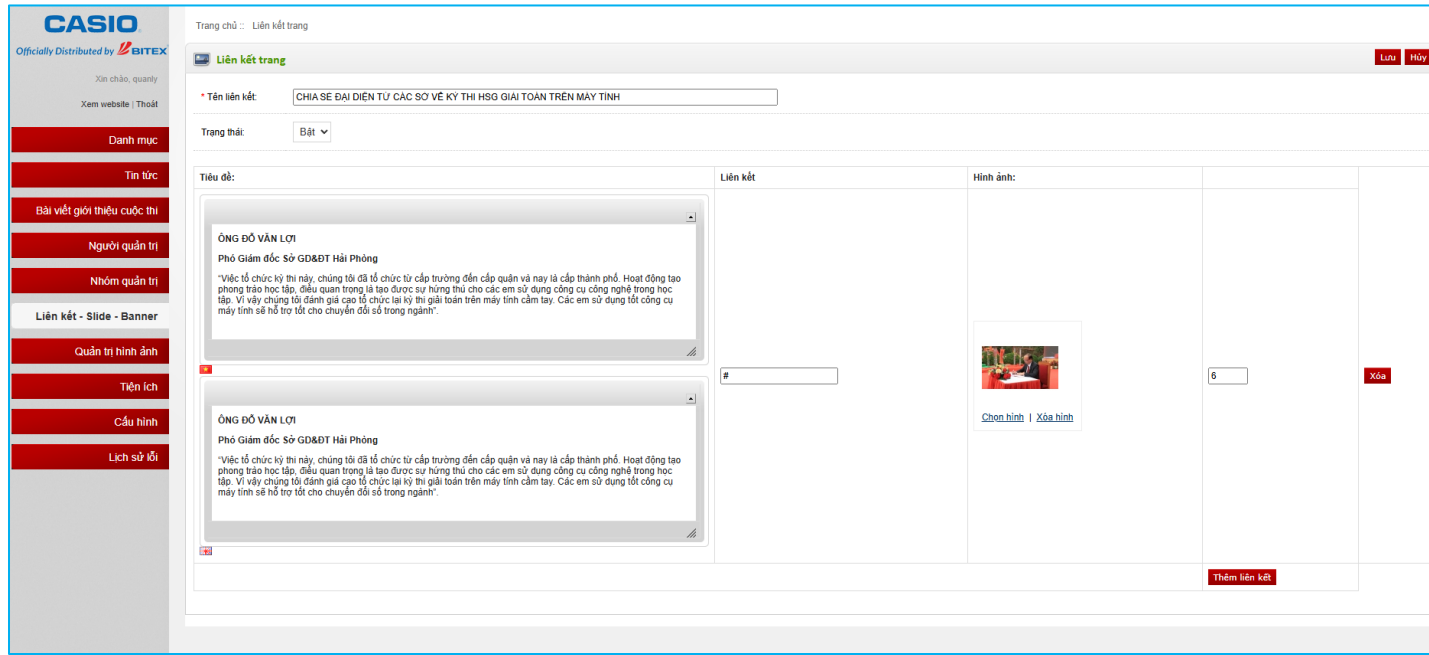 CASIO
Officially Distributed by BITEX
Xin chào, quanly
Xem website | Thoát
Danh mục
Tin tức
Bài viết giới thiệu cuộc thi
Người quản trị
Nhóm quản trị
Liên kết - Slide - Banner
Quản trị hình ảnh
Tiện ích
Cấu hình
Lịch sử lỗi
Trang chủ :: Liên kết trang
Liên kết trang
Lưu Hủy
* Tên liên kết: CHIA SẺ ĐẠI DIỆN TỪ CÁC SỞ VỀ KỲ THI HSG GIẢI TOÁN TRÊN MÁY TÍNH
Trạng thái: Bật
Tiêu đề: Liên kết Hình ảnh:
ÔNG ĐỖ VĂN LỢI
Phó Giám đốc Sở GD&ĐT Hải Phòng
“Việc tổ chức kỳ thi này, chúng tôi đã tổ chức từ cấp trường đến cấp quận và nay là cấp thành phố. Hoạt động tạo
phong trào học tập, điều quan trọng là tạo được sự hứng thú cho các em sử dụng công cụ công nghệ trong học
tập. Vì vậy chúng tôi đánh giá cao tổ chức lại kỳ thi giải toán trên máy tính cầm tay. Các em sử dụng tốt công cụ
máy tính sẽ hỗ trợ tốt cho chuyển đổi số trong ngành”.
ÔNG ĐỖ VĂN LỢI
Phó Giám đốc Sở GD&ĐT Hải Phòng
“Việc tổ chức kỳ thi này, chúng tôi đã tổ chức từ cấp trường đến cấp quận và nay là cấp thành phố. Hoạt động tạo
phong trào học tập, điều quan trọng là tạo được sự hứng thú cho các em sử dụng công cụ công nghệ trong học
tập. Vì vậy chúng tôi đánh giá cao tổ chức lại kỳ thi giải toán trên máy tính cầm tay. Các em sử dụng tốt công cụ
máy tính sẽ hỗ trợ tốt cho chuyển đổi số trong ngành”.
#
Chọn hình | Xóa hình
6
Xóa
Thêm liên kết